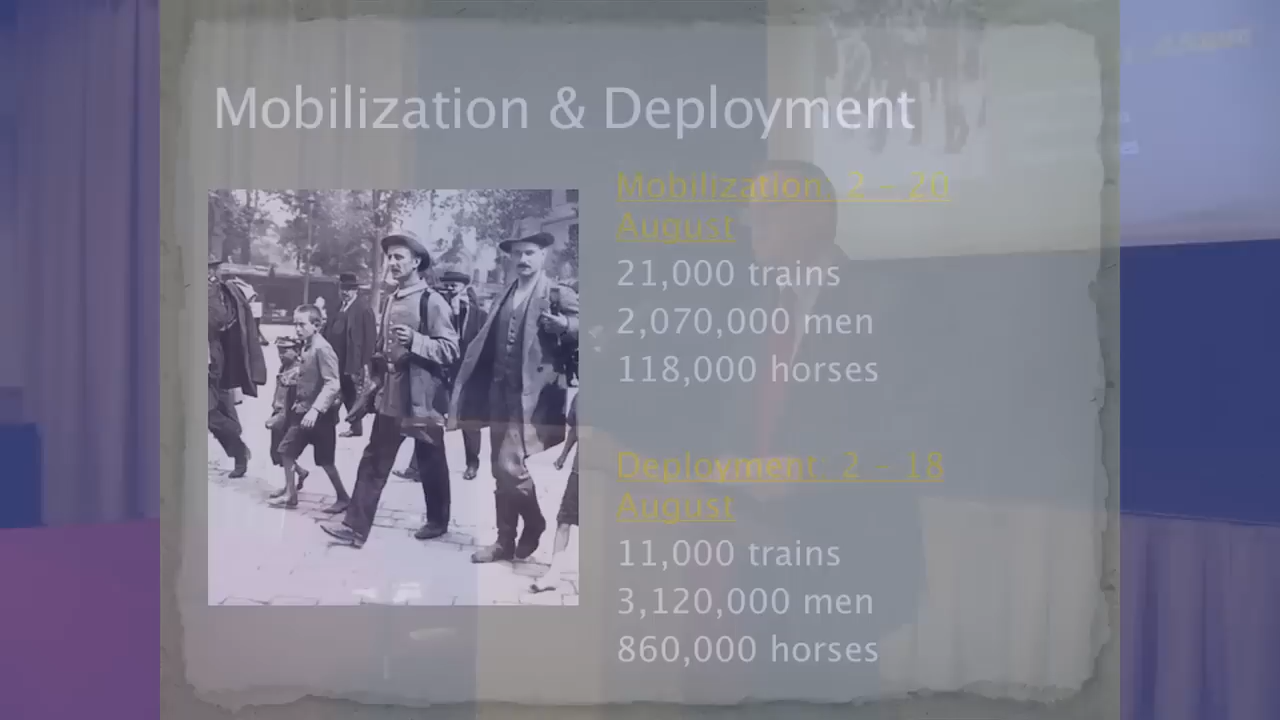 Mobilization & Deployment
Mobilization 2 – 20
August
21,000 trains
2,070,000 men
118,000 horses
Deployment 2 – 18
August
11,000 trains
3,120,000 men
860,000 horses